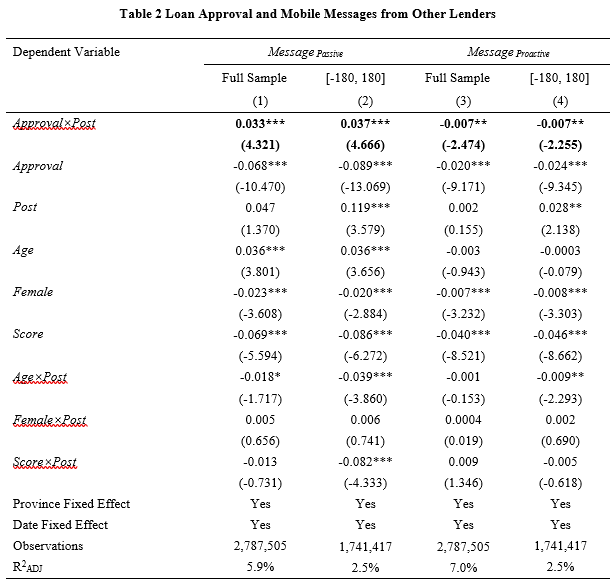 Table 2 Loan Approval and Mobile Messages from Other Lenders
Dependent Variable Message Passive Message Proactive
Full Sample [-180, 180] Full Sample [-180, 180]
(1) (2) (3) (4)
Approval×Post 0.033*** 0.037*** -0.007** -0.007**
(4.321) (4.666) (-2.474) (-2.255)
Approval -0.068*** -0.089*** -0.020*** -0.024***
(-10.470) (-13.069) (-9.171) (-9.345)
Post 0.047 0.119*** 0.002 0.028**
(1.370) (3.579) (0.155) (2.138)
Age 0.036*** 0.036*** -0.003 -0.0003
(3.801) (3.656) (-0.943) (-0.079)
Female -0.023*** -0.020*** -0.007*** -0.008***
(-3.608) (-2.884) (-3.232) (-3.303)
Score -0.069*** -0.086*** -0.040*** -0.046***
(-5.594) (-6.272) (-8.521) (-8.662)
Age×Post -0.018* -0.039*** -0.001 -0.009**
(-1.717) (-3.860) (-0.153) (-2.293)
Female×Post 0.005 0.006 0.0004 0.002
(0.656) (0.741) (0.019) (0.690)
Score×Post -0.013 -0.082*** 0.009 -0.005
(-0.731) (-4.333) (1.346) (-0.618)
Province Fixed Effect Yes Yes Yes Yes
Date Fixed Effect Yes Yes Yes Yes
Observations 2,787,505 1,741,417 2,787,505 1,741,417
R²ADJ 5.9% 2.5% 7.0% 2.5%